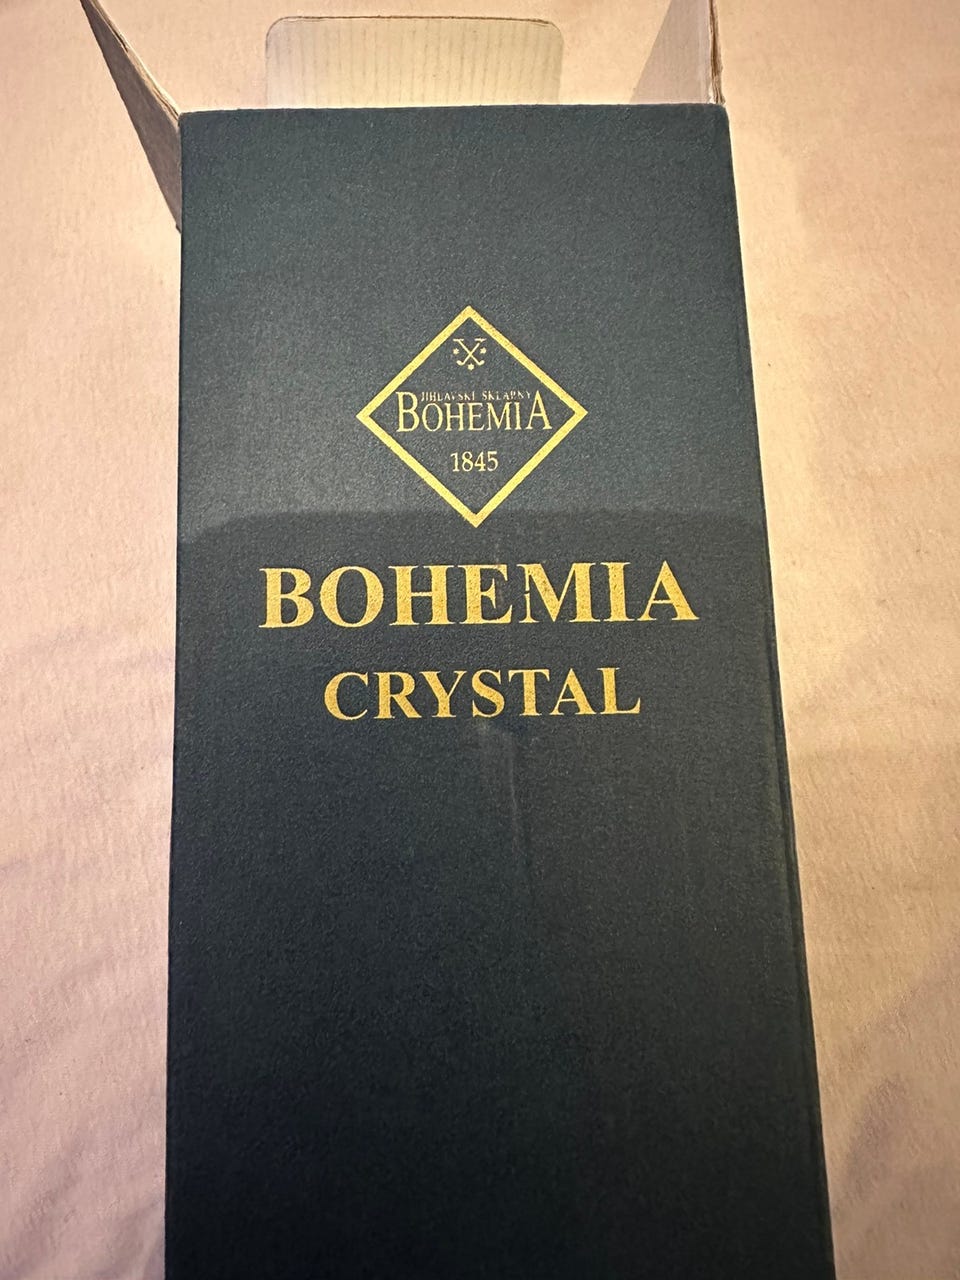 JIHLAVSKÉ SKLÁRNY
BOHEMIA
1845
BOHEMIA
CRYSTAL